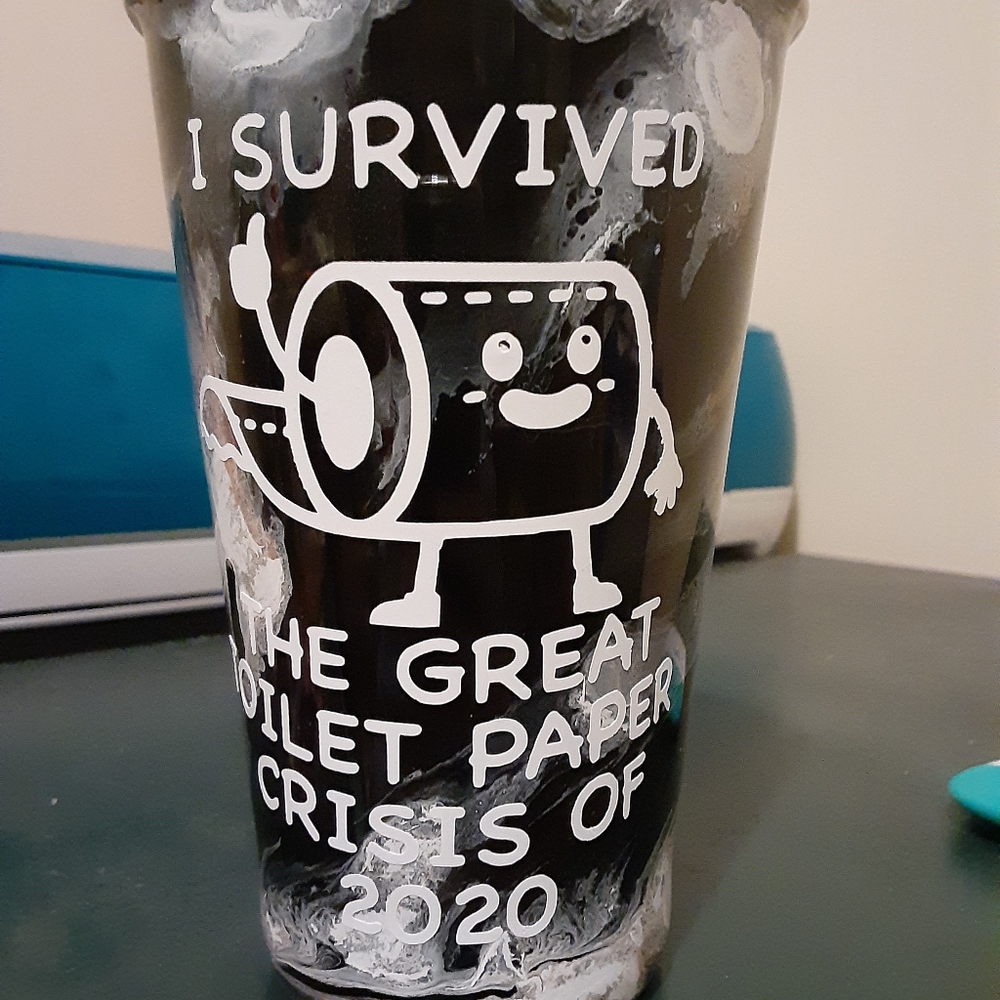 I SURVIVED
THE GREAT
TOILET PAPER
CRISIS OF
2020